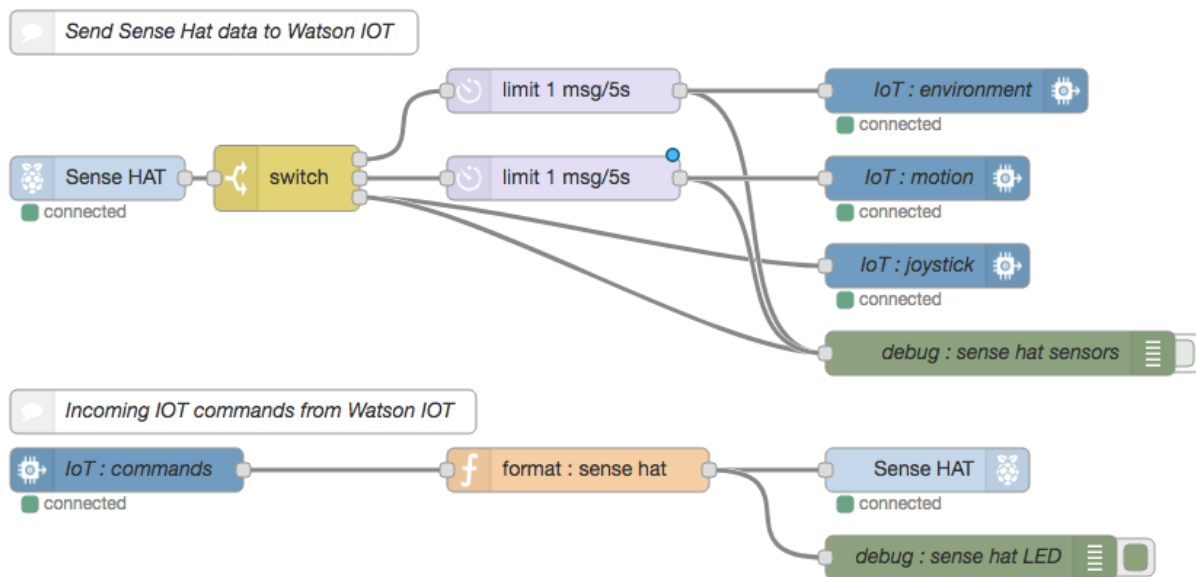 Send Sense Hat data to Watson IOT
limit 1 msg/5s
IoT : environment
connected
Sense HAT
connected
switch
limit 1 msg/5s
IoT : motion
connected
IoT : joystick
connected
debug : sense hat sensors
Incoming IOT commands from Watson IOT
IoT : commands
connected
format : sense hat
Sense HAT
connected
debug : sense hat LED